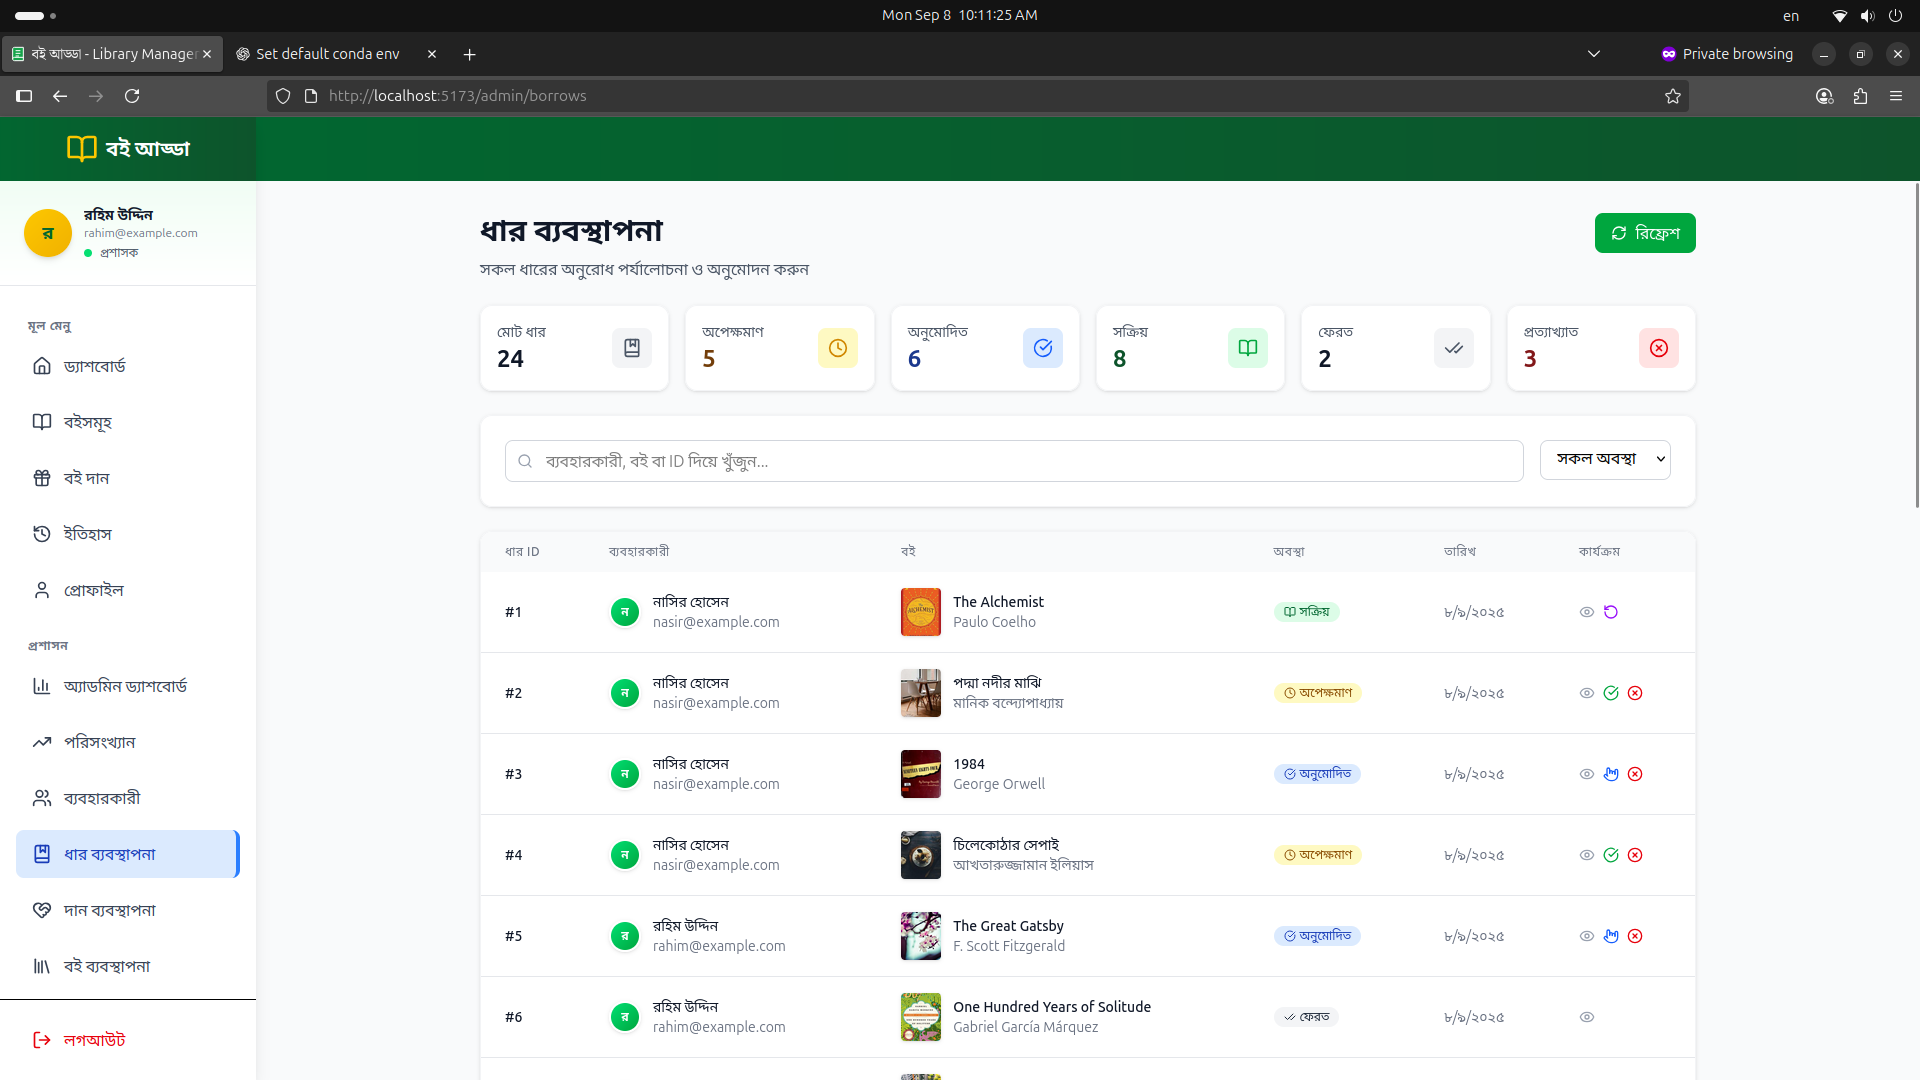 Mon Sep 8 10:11:25 AM
en
বই আড্ডা - Library Manager
Set default conda env
Private browsing
http://localhost:5173/admin/borrows
বই আড্ডা
র
রহিম উদ্দিন
rahim@example.com
প্রশাসক
মূল মেনু
ড্যাশবোর্ড
বইসমূহ
বই দান
ইতিহাস
প্রোফাইল
প্রশাসন
অ্যাডমিন ড্যাশবোর্ড
পরিসংখ্যান
ব্যবহারকারী
ধার ব্যবস্থাপনা
দান ব্যবস্থাপনা
বই ব্যবস্থাপনা
লগআউট
ধার ব্যবস্থাপনা
সকল ধারের অনুরোধ পর্যালোচনা ও অনুমোদন করুন
রিফ্রেশ
মোট ধার
24
অপেক্ষমাণ
5
অনুমোদিত
6
সক্রিয়
8
ফেরত
2
প্রত্যাখ্যাত
3
ব্যবহারকারী, বই বা ID দিয়ে খুঁজুন...
সকল অবস্থা
ধার ID ব্যবহারকারী বই অবস্থা তারিখ কার্যক্রম
#1 ন নাসির হোসেন The Alchemist সক্রিয় ৮/৯/২০২৫
nasir@example.com Paulo Coelho
#2 ন নাসির হোসেন পদ্মা নদীর মাঝি অপেক্ষমাণ ৮/৯/২০২৫
nasir@example.com মানিক বন্দ্যোপাধ্যায়
#3 ন নাসির হোসেন 1984 অনুমোদিত ৮/৯/২০২৫
nasir@example.com George Orwell
#4 ন নাসির হোসেন চিলেকোঠার সেপাই অপেক্ষমাণ ৮/৯/২০২৫
nasir@example.com আখতারুজ্জামান ইলিয়াস
#5 র রহিম উদ্দিন The Great Gatsby অনুমোদিত ৮/৯/২০২৫
rahim@example.com F. Scott Fitzgerald
#6 র রহিম উদ্দিন One Hundred Years of Solitude ফেরত ৮/৯/২০২৫
rahim@example.com Gabriel García Márquez